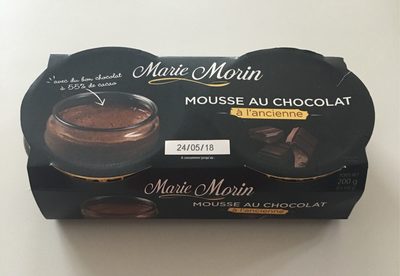 avec du bon chocolat
à 55% de cacao
Marie Morin
MOUSSE AU CHOCOLAT
à l'ancienne
24/05/18
200 g
Marie Morin
MOUSSE AU CHOCOLAT
à l'ancienne